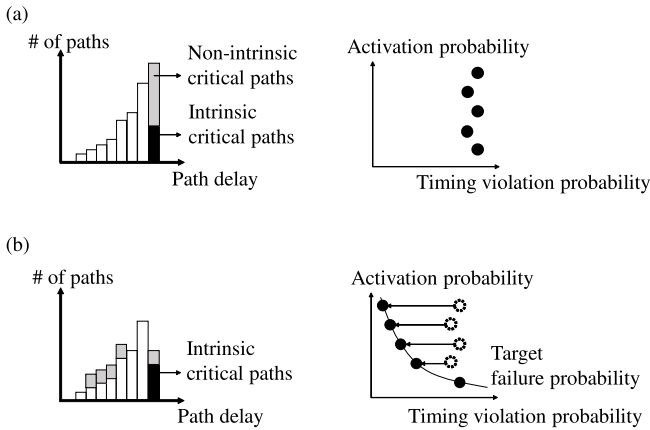 (a)
# of paths
Non-intrinsic
critical paths
Intrinsic
critical paths
Path delay
Activation probability
Timing violation probability
(b)
# of paths
Intrinsic
critical paths
Path delay
Activation probability
Target
failure probability
Timing violation probability